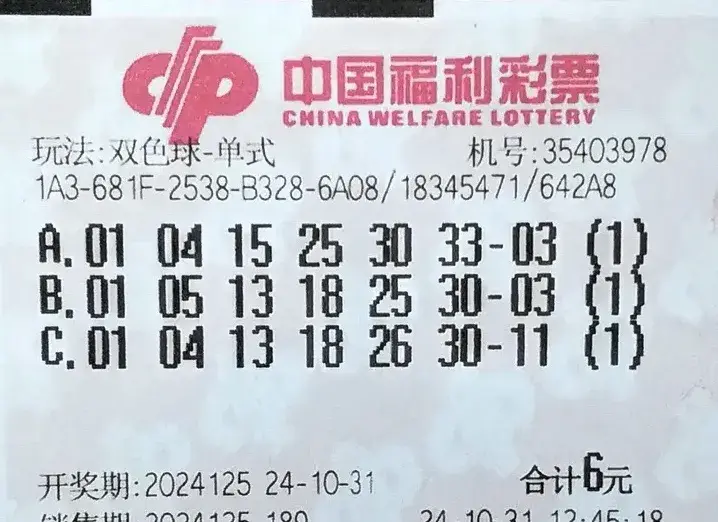 中国福利彩票
CHINA WELFARE LOTTERY
玩法:双色球-单式 机号:35403978
1A3-681F-2538-B328-6A08/18345471/642A8
A.01 04 15 25 30 33-03 (1)
B.01 05 13 18 25 30-03 (1)
C.01 04 13 18 26 30-11 (1)
开奖期:2024125 24-10-31 合计6元
销售期:2024125-189 24-10-31 12:45:18